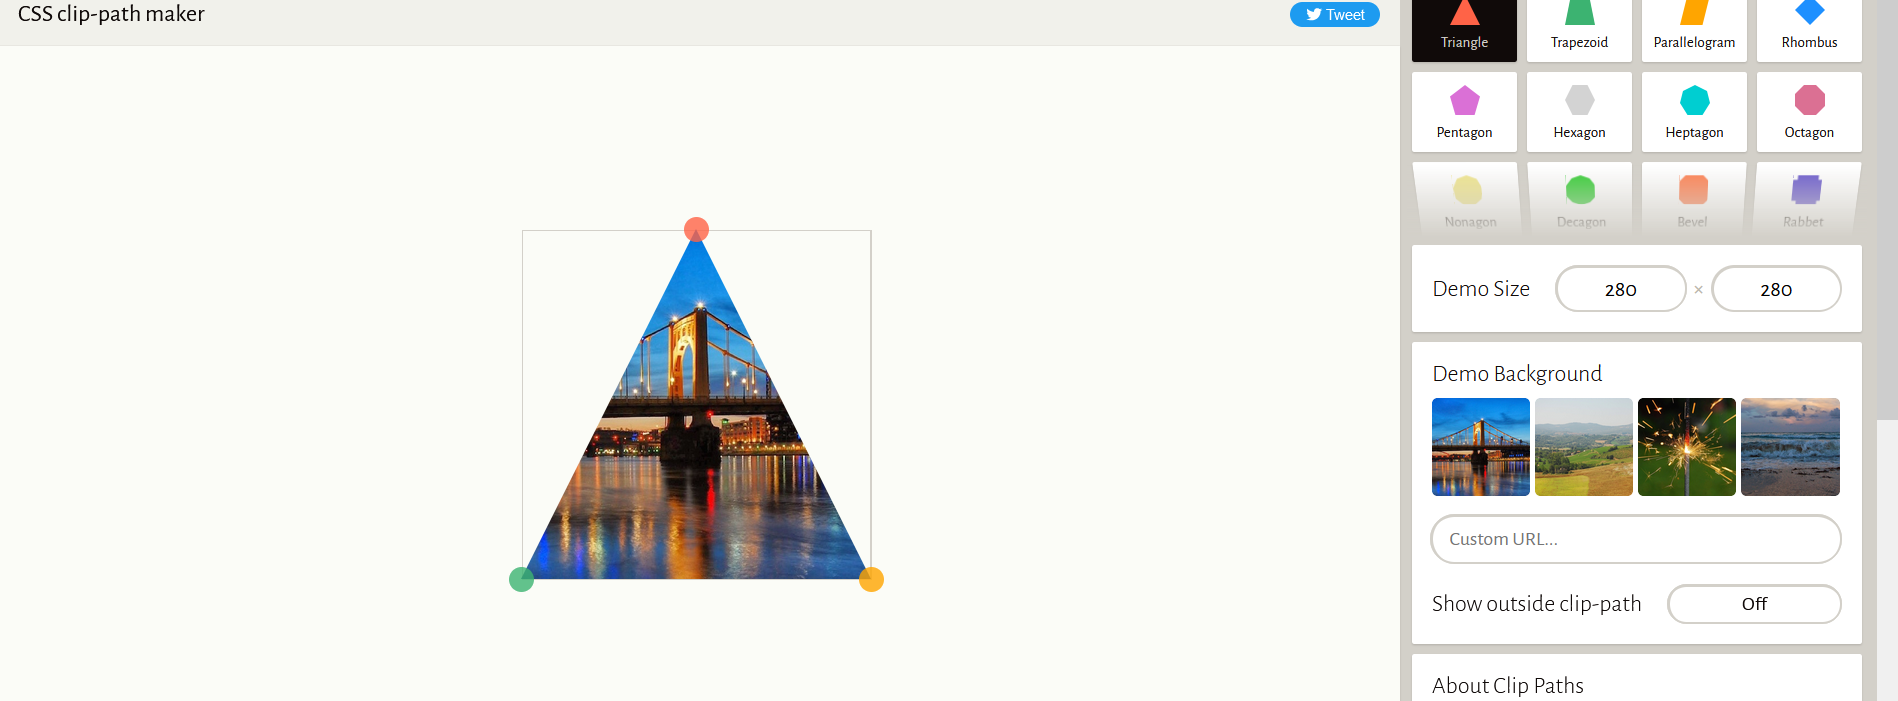 CSS clip-path maker
Tweet
Triangle
Trapezoid
Parallelogram
Rhombus
Pentagon
Hexagon
Heptagon
Octagon
Nonagon
Decagon
Bevel
Rabbet
Demo Size 280 × 280
Demo Background
Custom URL...
Show outside clip-path Off
About Clip Paths